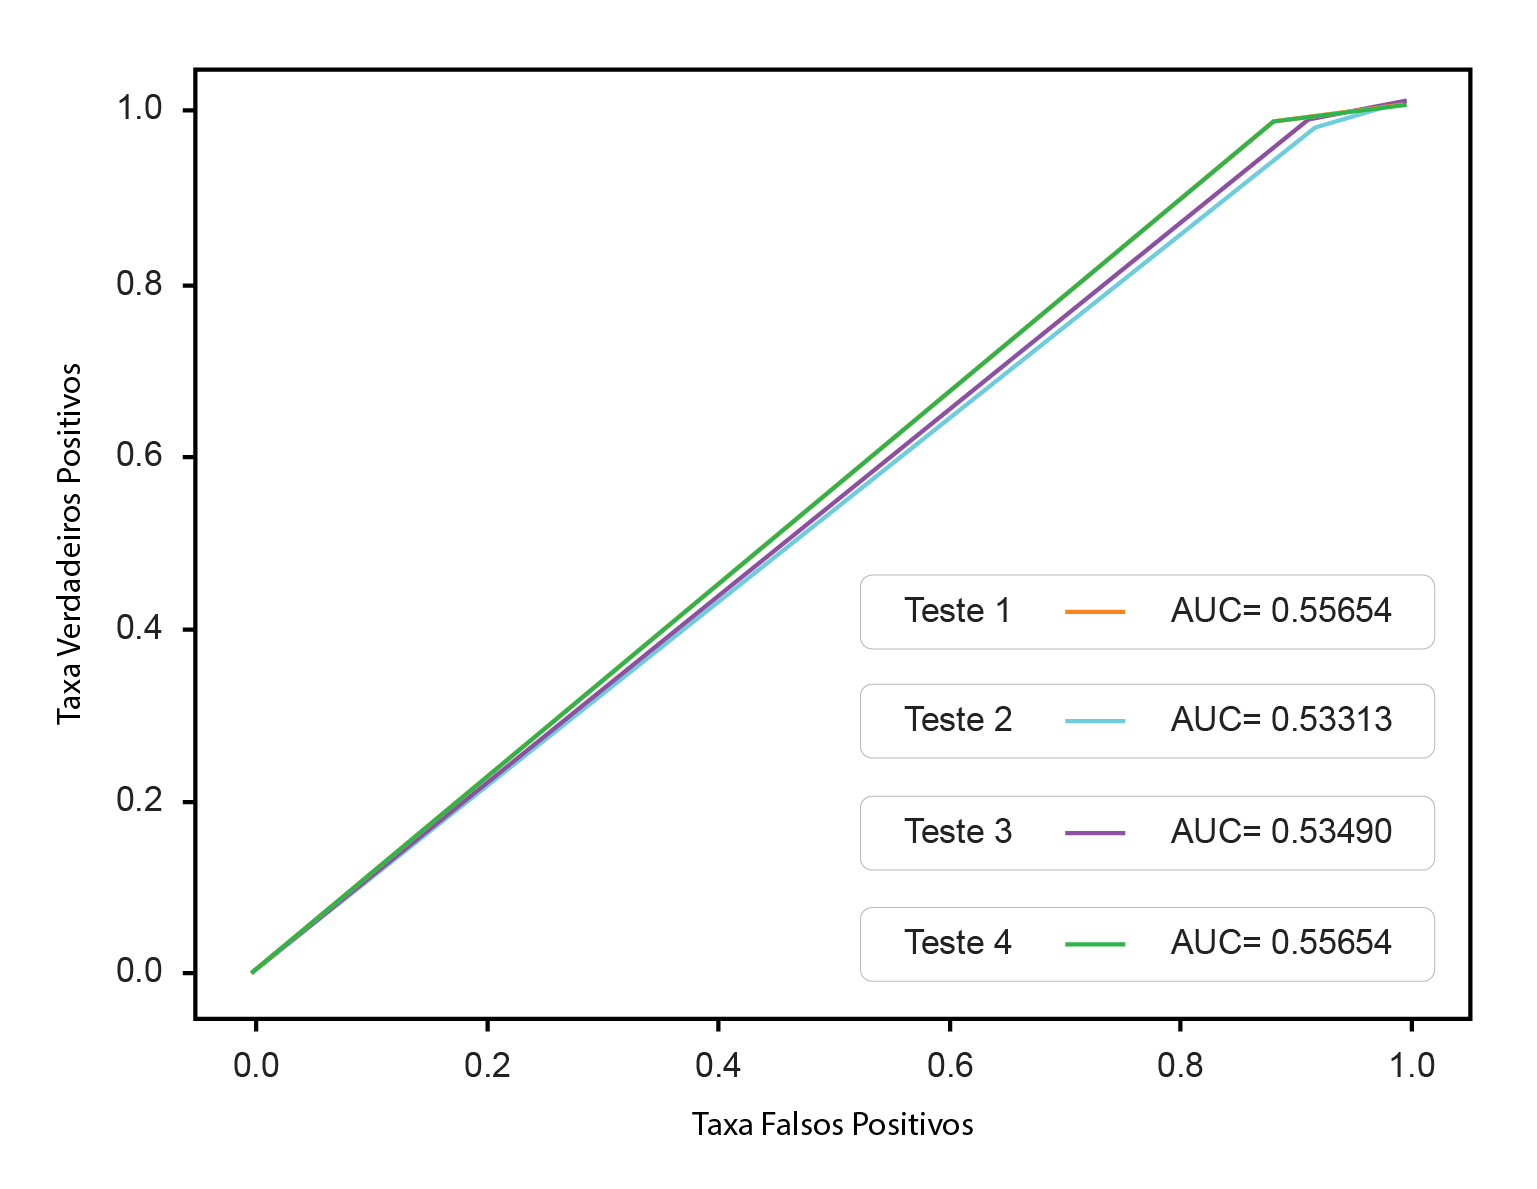 1.0
0.8
0.6
0.4
0.2
0.0
Taxa Verdadeiros Positivos
Teste 1 AUC= 0.55654
Teste 2 AUC= 0.53313
Teste 3 AUC= 0.53490
Teste 4 AUC= 0.55654
0.0 0.2 0.4 0.6 0.8 1.0
Taxa Falsos Positivos